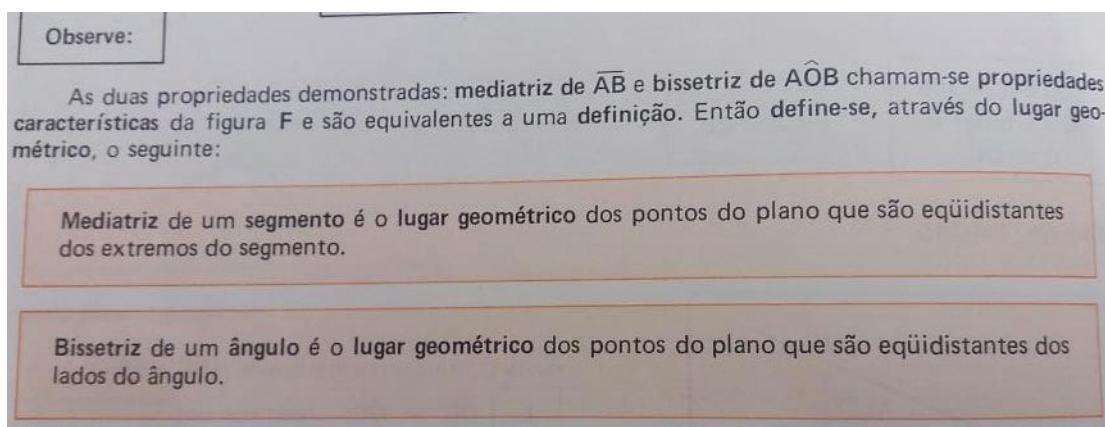 Observe:
As duas propriedades demonstradas: mediatriz de A̅B̅ e bissetriz de AÔB chamam-se propriedades
características da figura F e são equivalentes a uma definição. Então define-se, através do lugar geo-
métrico, o seguinte:
Mediatriz de um segmento é o lugar geométrico dos pontos do plano que são eqüidistantes
dos extremos do segmento.
Bissetriz de um ângulo é o lugar geométrico dos pontos do plano que são eqüidistantes dos
lados do ângulo.